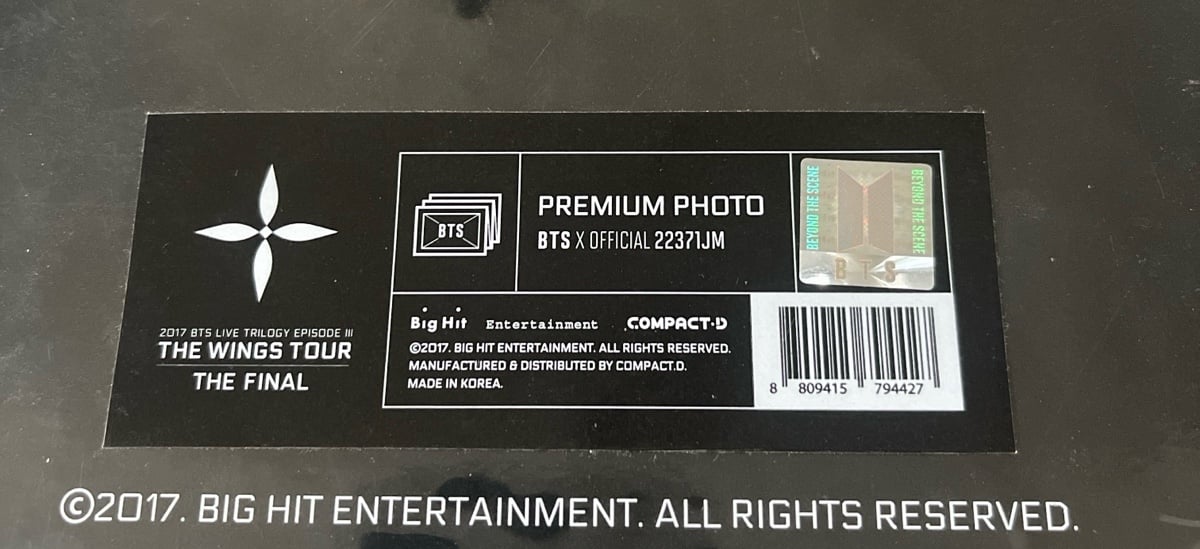 2017 BTS LIVE TRILOGY EPISODE III
THE WINGS TOUR
THE FINAL
BTS
PREMIUM PHOTO
BTS X OFFICIAL 22371JM
BEYOND THE SCENE
BEYOND THE SCENE
BTS
Big Hit Entertainment COMPACT·D
©2017. BIG HIT ENTERTAINMENT. ALL RIGHTS RESERVED.
MANUFACTURED & DISTRIBUTED BY COMPACT.D.
MADE IN KOREA.
8 809415 794427
©2017. BIG HIT ENTERTAINMENT. ALL RIGHTS RESERVED.